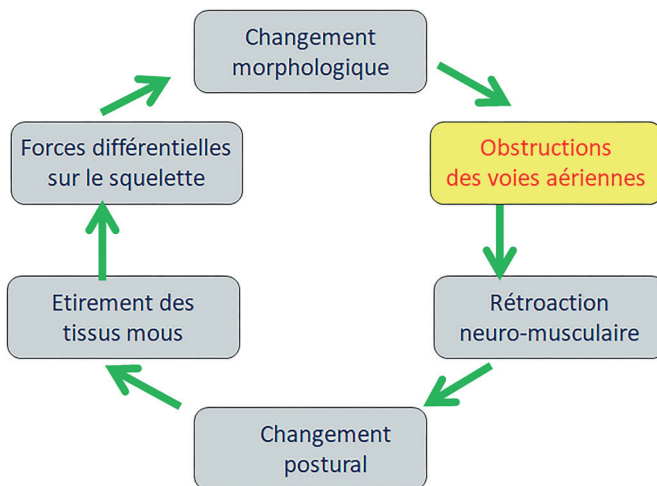 Changement
morphologique
Forces différentielles
sur le squelette
Obstructions
des voies aériennes
Etirement des
tissus mous
Rétroaction
neuro-musculaire
Changement
postural